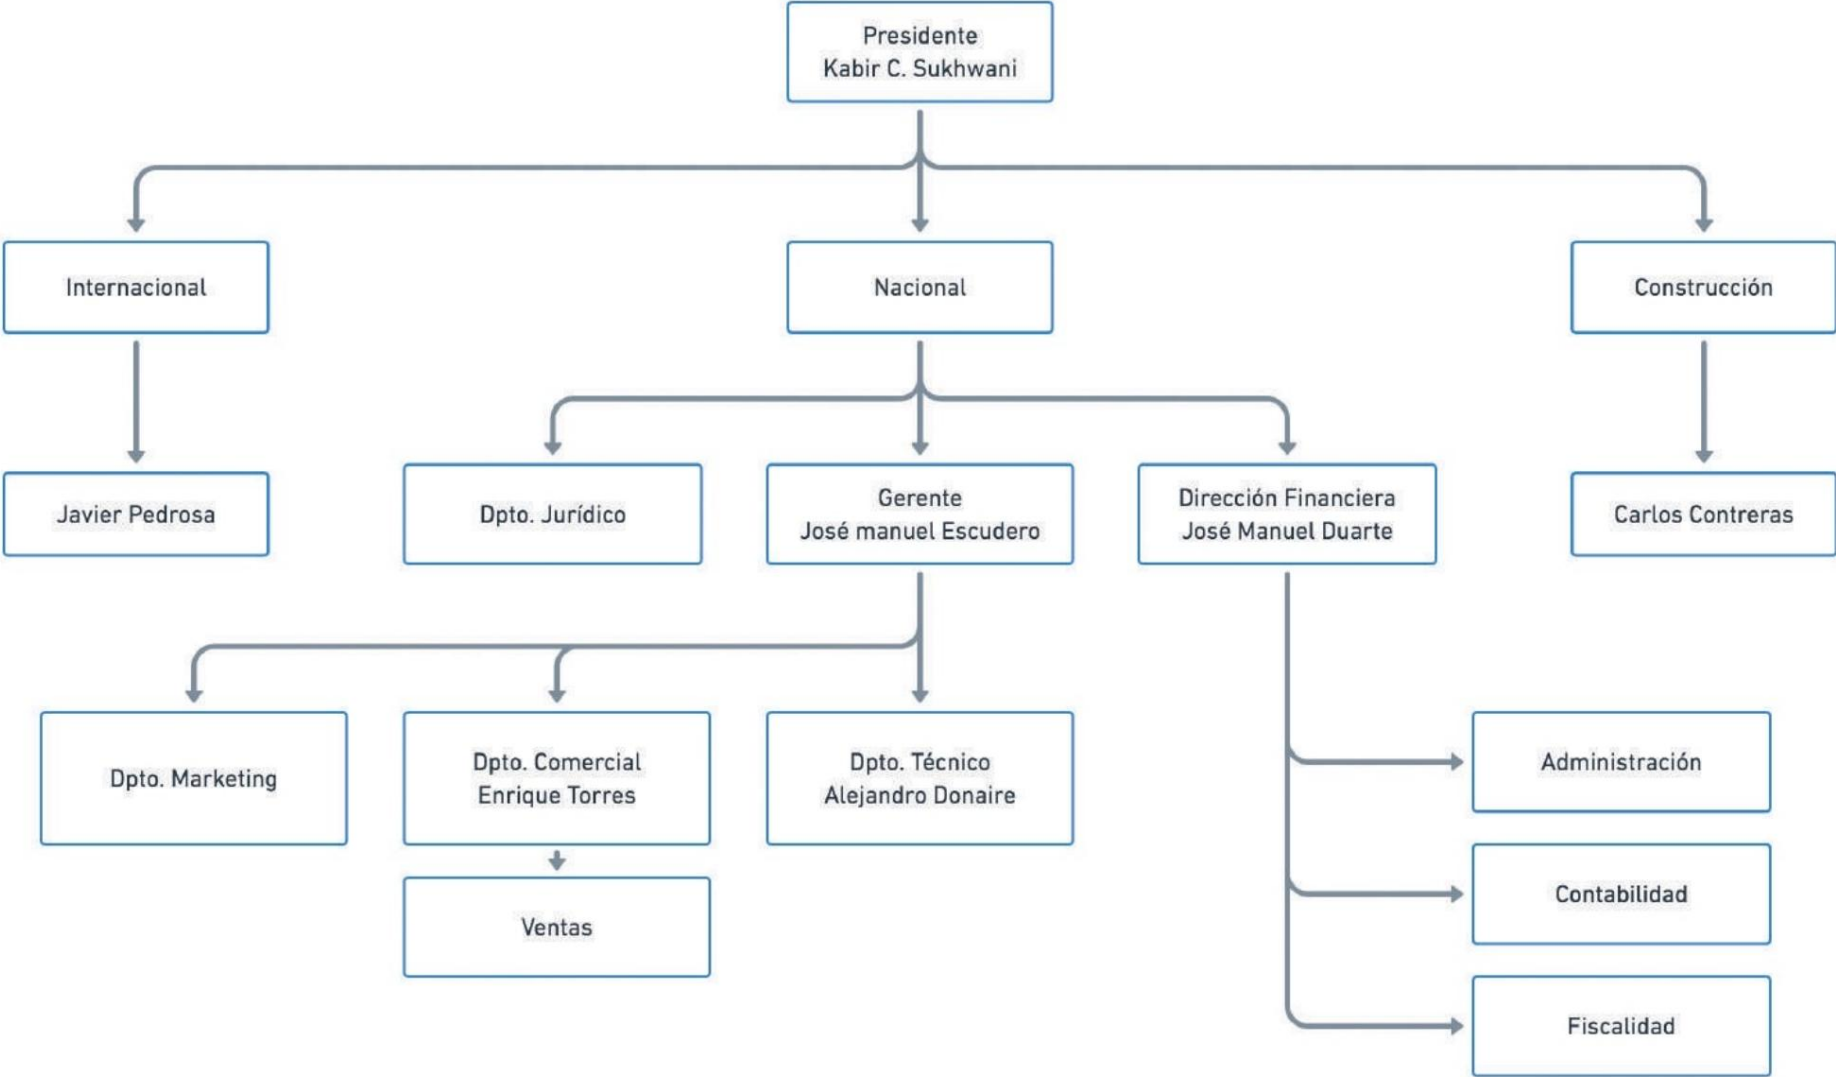 Presidente
Kabir C. Sukhwani
Internacional
Nacional
Construcción
Javier Pedrosa
Dpto. Jurídico
Gerente
José manuel Escudero
Dirección Financiera
José Manuel Duarte
Carlos Contreras
Dpto. Marketing
Dpto. Comercial
Enrique Torres
Dpto. Técnico
Alejandro Donaire
Administración
Ventas
Contabilidad
Fiscalidad